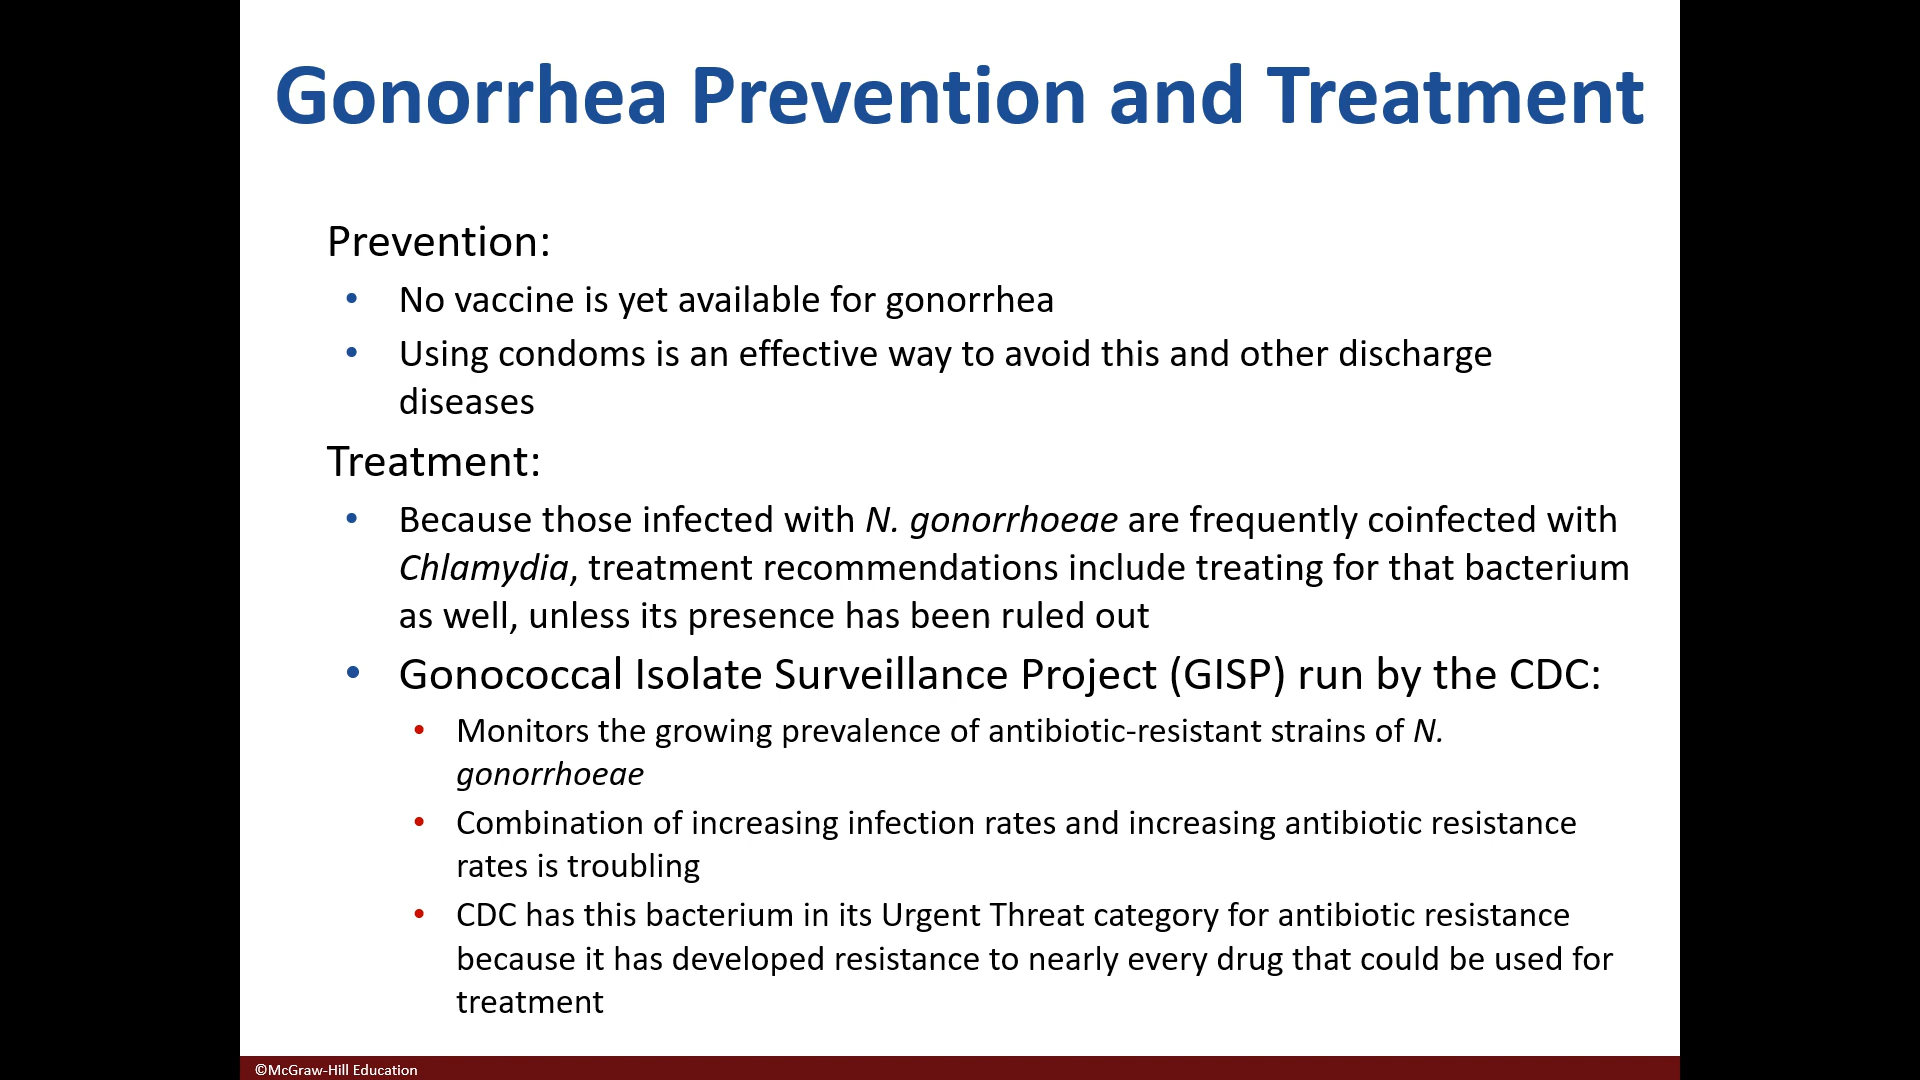 Gonorrhea Prevention and Treatment
Prevention:
• No vaccine is yet available for gonorrhea
• Using condoms is an effective way to avoid this and other discharge
diseases
Treatment:
• Because those infected with N. gonorrhoeae are frequently coinfected with
Chlamydia, treatment recommendations include treating for that bacterium
as well, unless its presence has been ruled out
• Gonococcal Isolate Surveillance Project (GISP) run by the CDC:
• Monitors the growing prevalence of antibiotic-resistant strains of N.
gonorrhoeae
• Combination of increasing infection rates and increasing antibiotic resistance
rates is troubling
• CDC has this bacterium in its Urgent Threat category for antibiotic resistance
because it has developed resistance to nearly every drug that could be used for
treatment
©McGraw-Hill Education